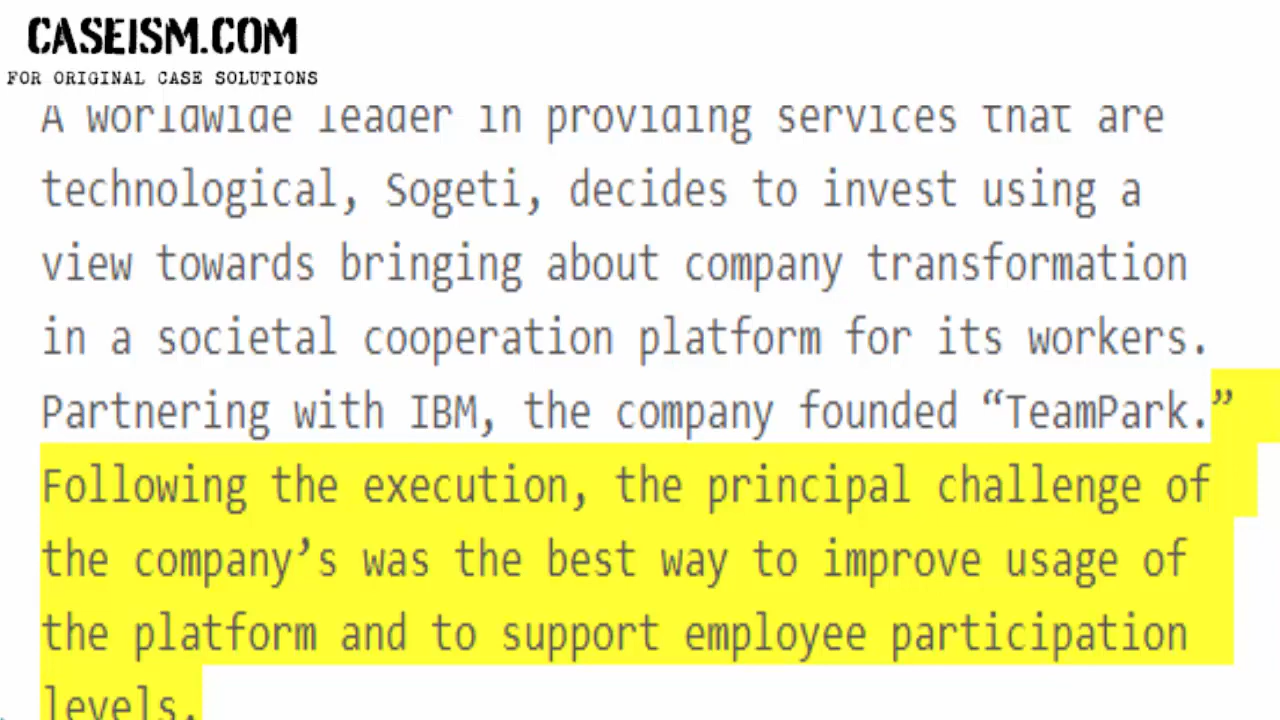 CASEISM.COM
FOR ORIGINAL CASE SOLUTIONS
A worldwide leader in providing services that are
technological, Sogeti, decides to invest using a
view towards bringing about company transformation
in a societal cooperation platform for its workers.
Partnering with IBM, the company founded “TeamPark.”
Following the execution, the principal challenge of
the company’s was the best way to improve usage of
the platform and to support employee participation
levels.